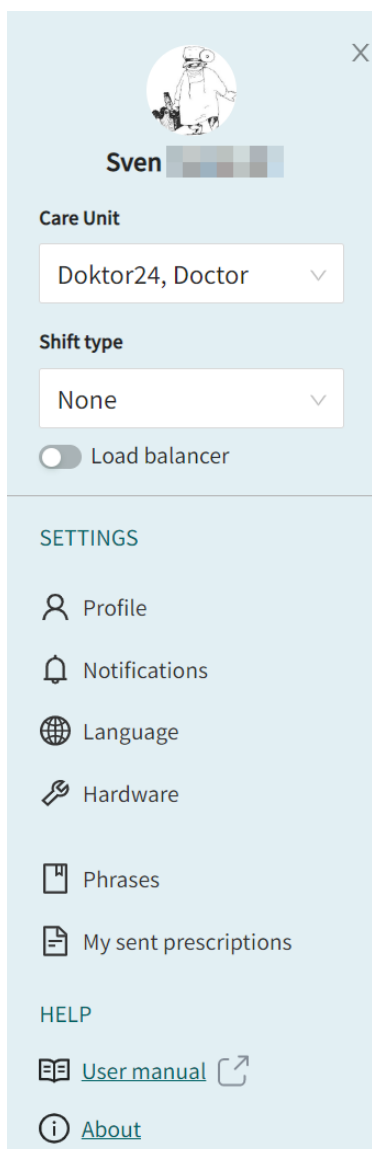 Sven
Care Unit
Doktor24, Doctor
Shift type
None
Load balancer
SETTINGS
Profile
Notifications
Language
Hardware
Phrases
My sent prescriptions
HELP
User manual
About